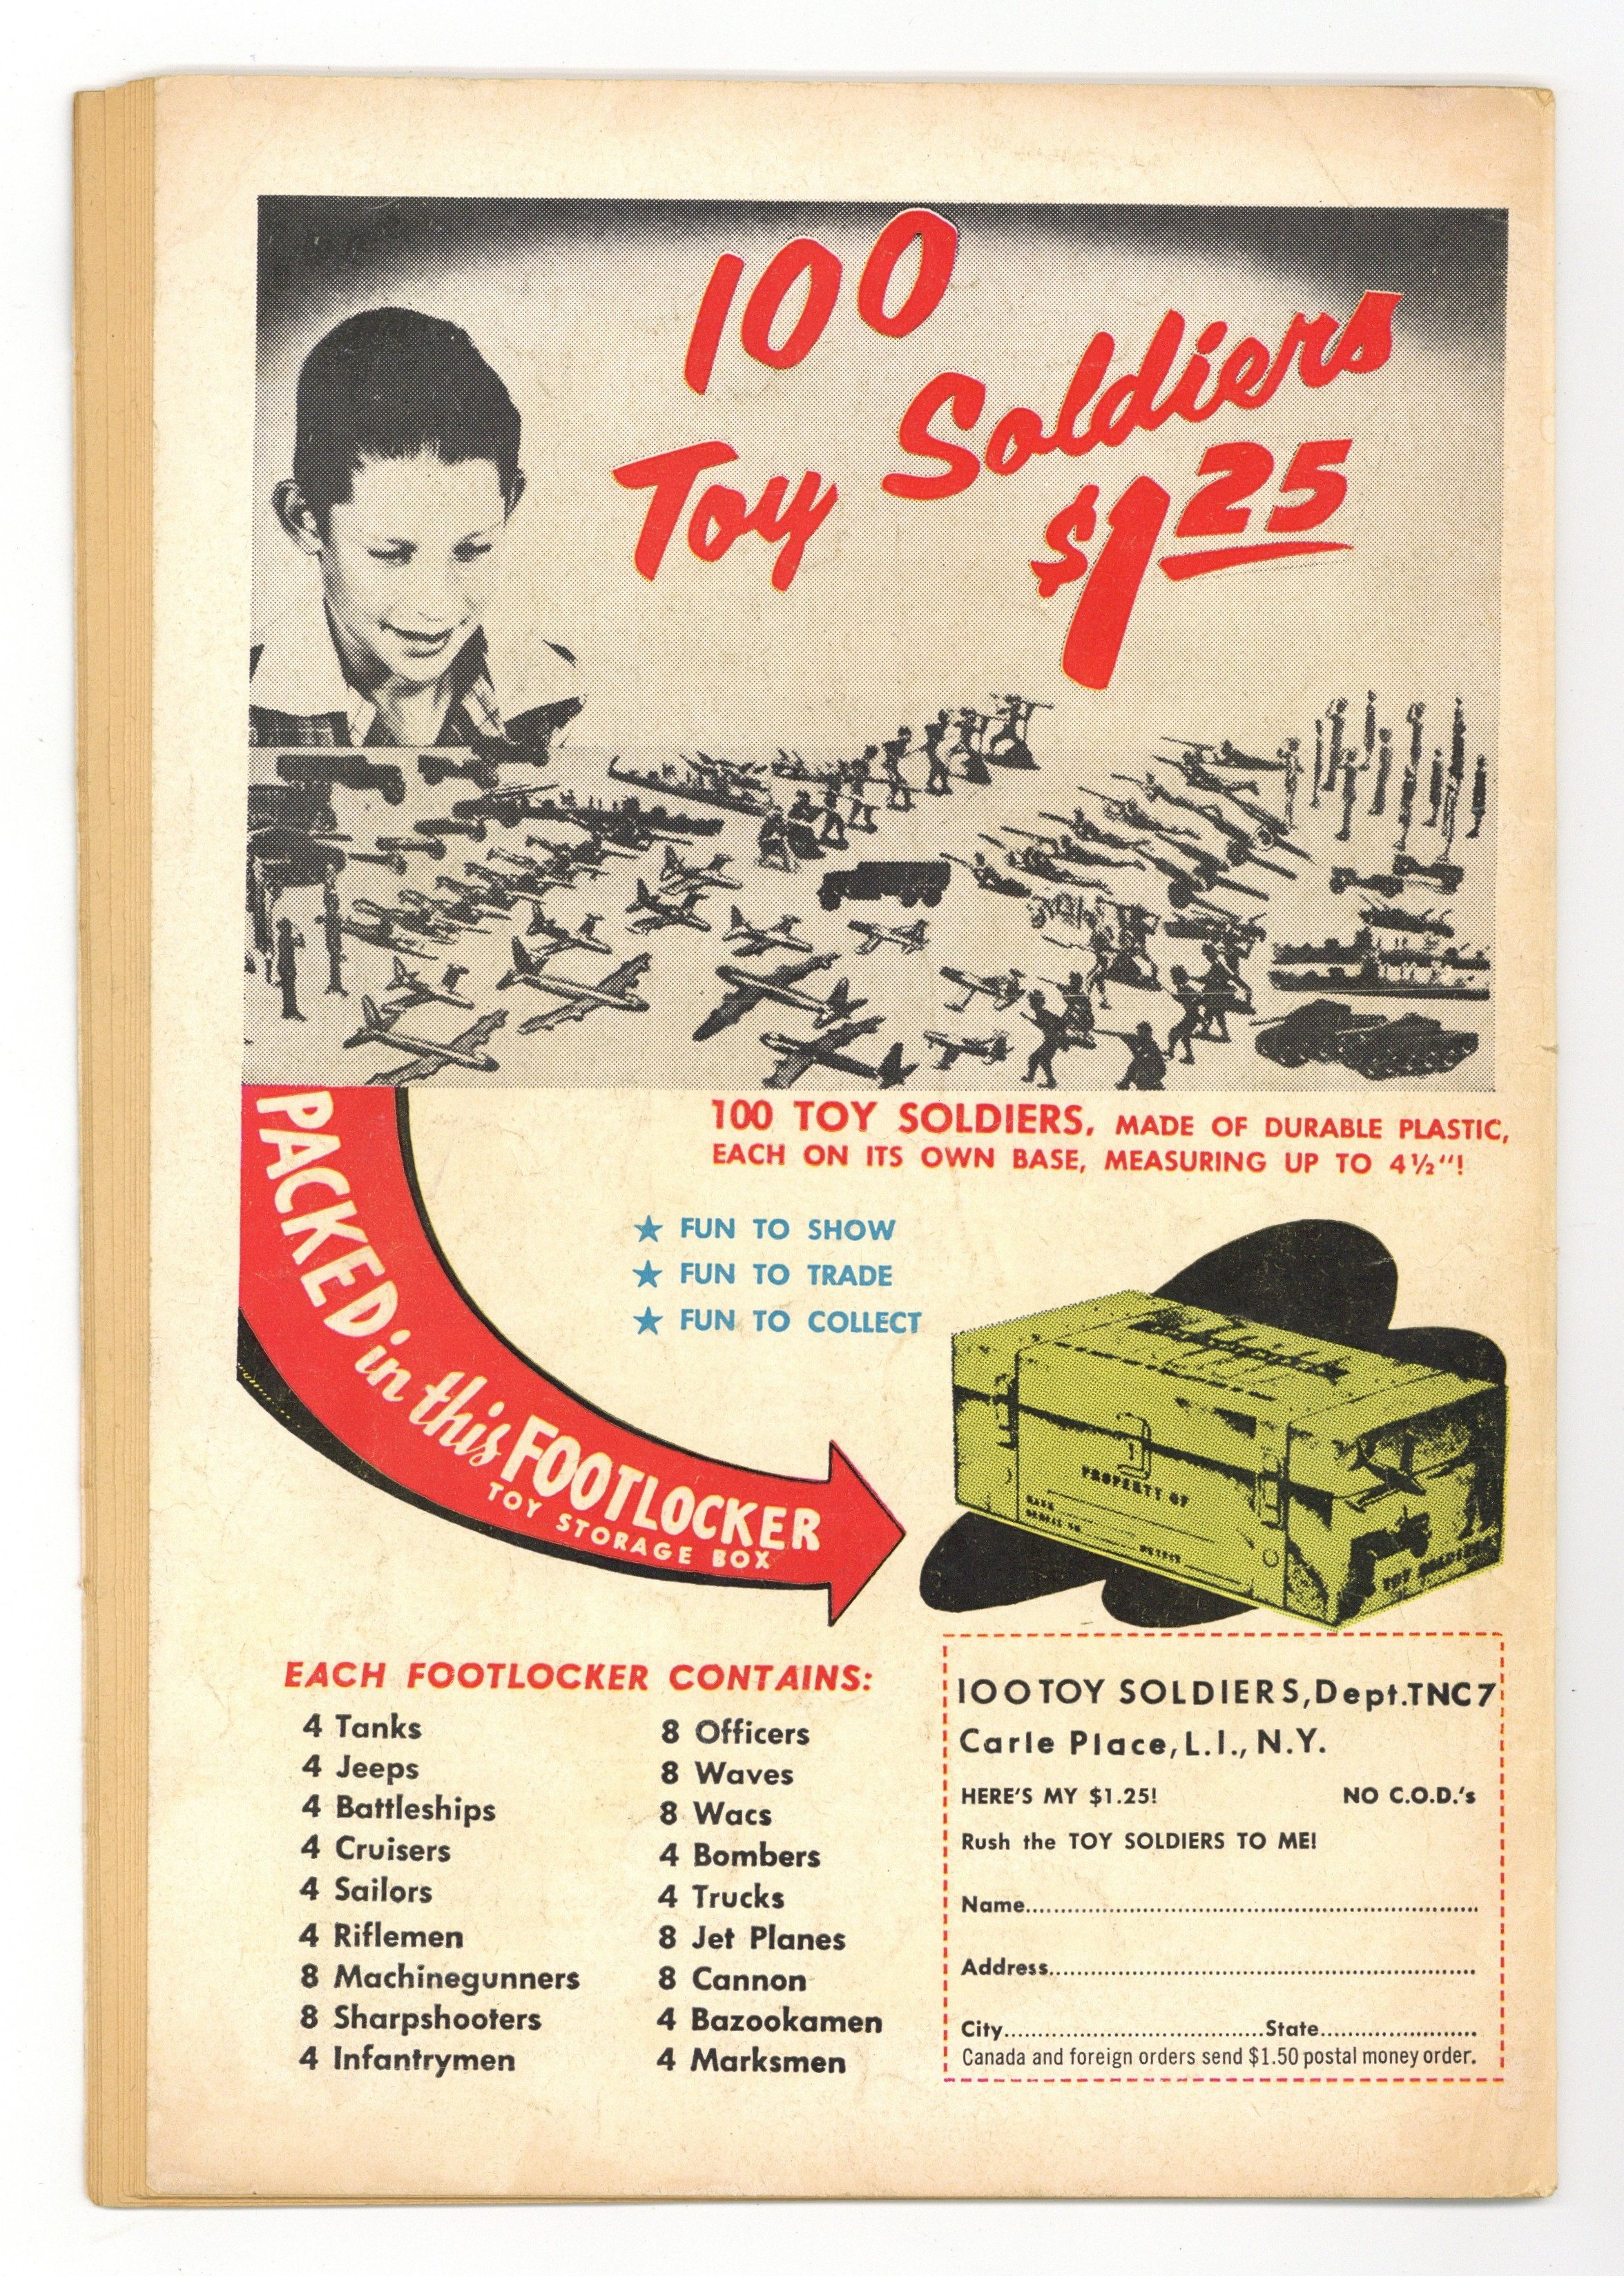 100
Toy Soldiers
$1 25
100 TOY SOLDIERS, MADE OF DURABLE PLASTIC,
EACH ON ITS OWN BASE, MEASURING UP TO 4½"!
★ FUN TO SHOW
★ FUN TO TRADE
★ FUN TO COLLECT
PACKED in this FOOTLOCKER
TOY STORAGE BOX
PROPERTY OF
TOY SOLDIERS
EACH FOOTLOCKER CONTAINS:
4 Tanks
4 Jeeps
4 Battleships
4 Cruisers
4 Sailors
4 Riflemen
8 Machinegunners
8 Sharpshooters
4 Infantrymen
8 Officers
8 Waves
8 Wacs
4 Bombers
4 Trucks
8 Jet Planes
8 Cannon
4 Bazookamen
4 Marksmen
100 TOY SOLDIERS, Dept. TNC7
Carle Place, L.I., N.Y.
HERE'S MY $1.25! NO C.O.D.'s
Rush the TOY SOLDIERS TO ME!
Name
Address
City State
Canada and foreign orders send $1.50 postal money order.